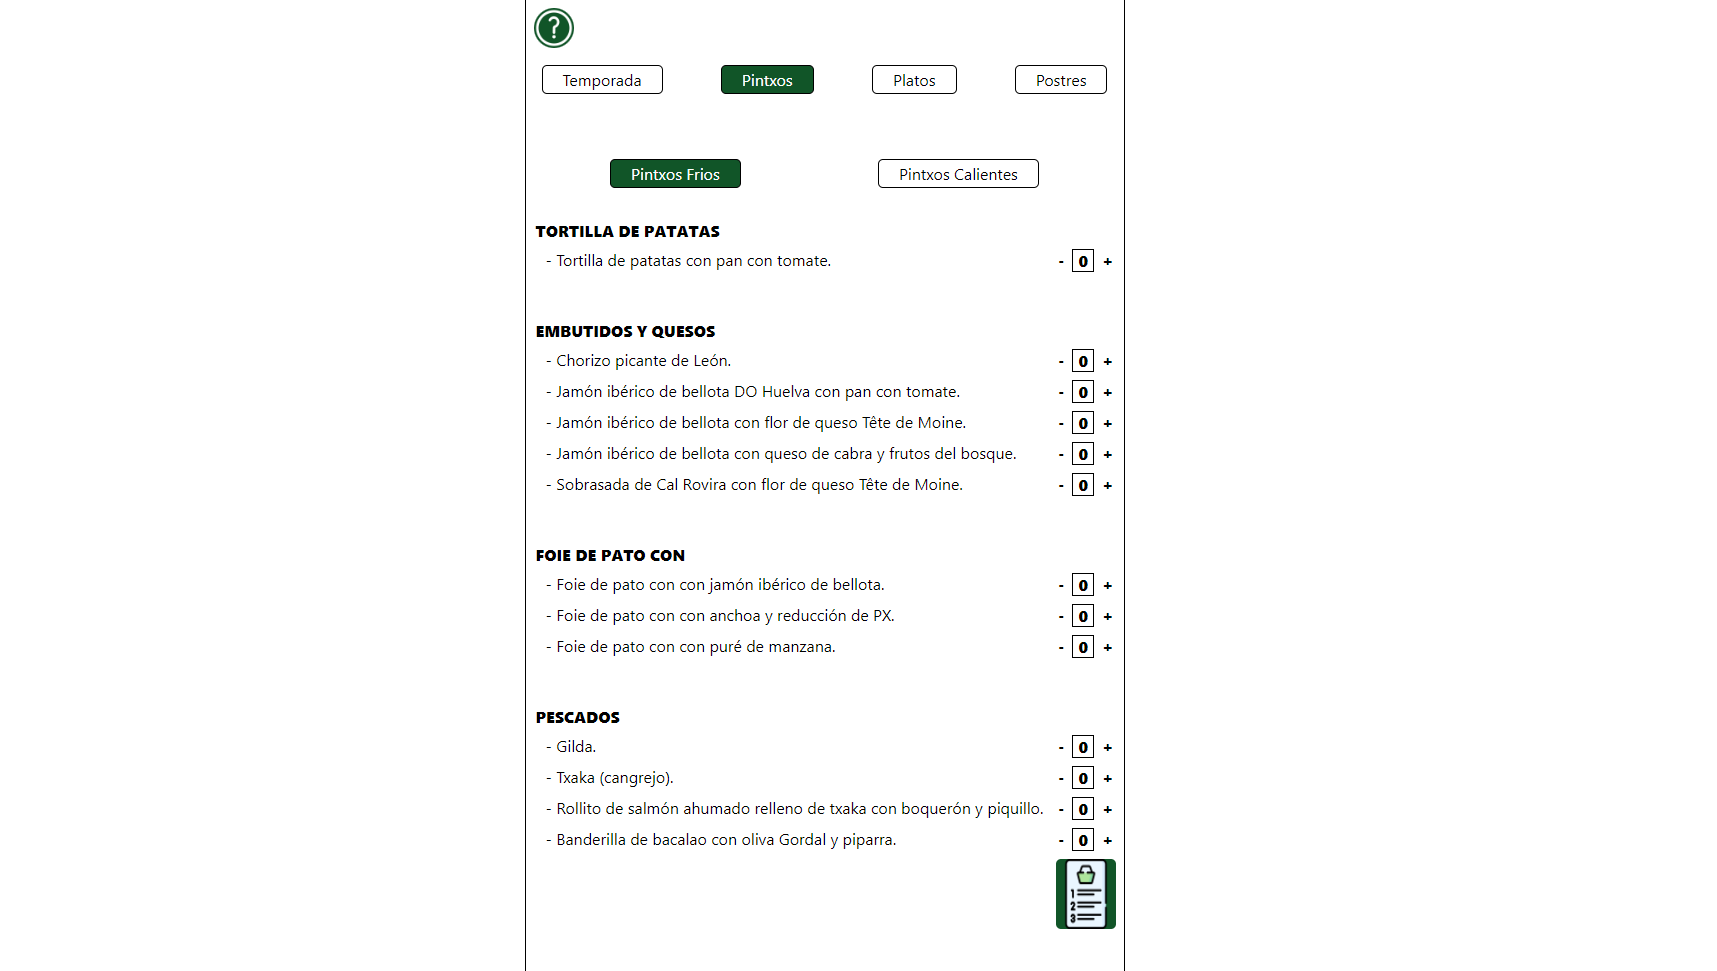 ?
Temporada Pintxos Platos Postres
Pintxos Frios Pintxos Calientes
TORTILLA DE PATATAS
- Tortilla de patatas con pan con tomate. - 0 +
EMBUTIDOS Y QUESOS
- Chorizo picante de León. - 0 +
- Jamón ibérico de bellota DO Huelva con pan con tomate. - 0 +
- Jamón ibérico de bellota con flor de queso Tête de Moine. - 0 +
- Jamón ibérico de bellota con queso de cabra y frutos del bosque. - 0 +
- Sobrasada de Cal Rovira con flor de queso Tête de Moine. - 0 +
FOIE DE PATO CON
- Foie de pato con con jamón ibérico de bellota. - 0 +
- Foie de pato con con anchoa y reducción de PX. - 0 +
- Foie de pato con con puré de manzana. - 0 +
PESCADOS
- Gilda. - 0 +
- Txaka (cangrejo). - 0 +
- Rollito de salmón ahumado relleno de txaka con boquerón y piquillo. - 0 +
- Banderilla de bacalao con oliva Gordal y piparra. - 0 +
1
2
3